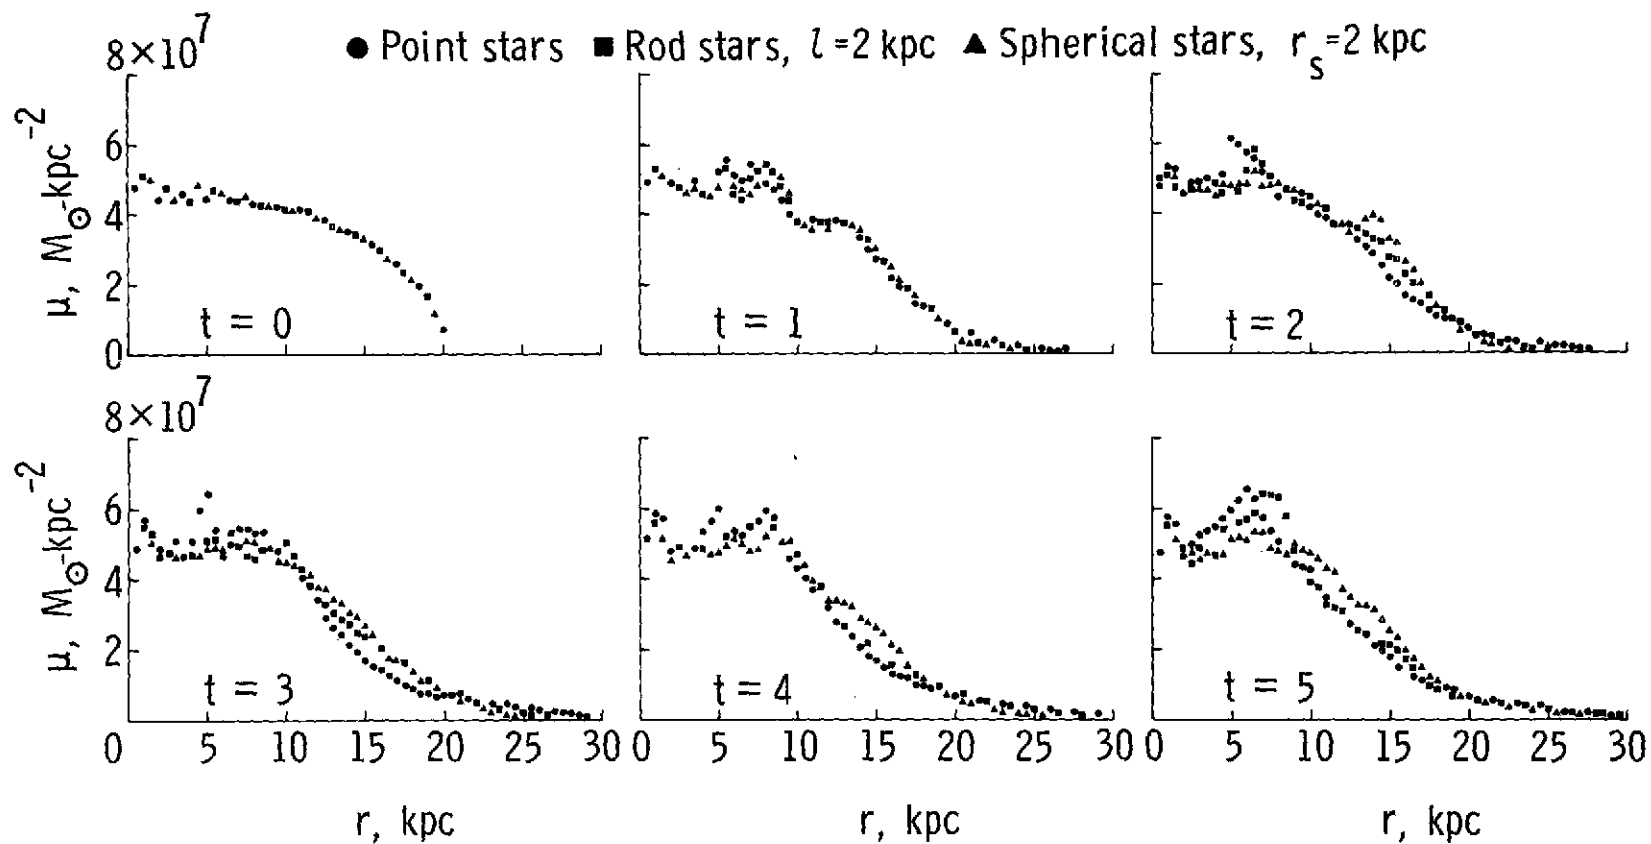 8×10⁷ ● Point stars ■ Rod stars, l = 2 kpc ▲ Spherical stars, r_s = 2 kpc
6
4
2
0
μ, M⊙-kpc⁻²
t = 0
t = 1
t = 2
8×10⁷
6
4
2
μ, M⊙-kpc⁻²
t = 3
t = 4
t = 5
0 5 10 15 20 25 30 0 5 10 15 20 25 30 0 5 10 15 20 25 30
r, kpc r, kpc r, kpc